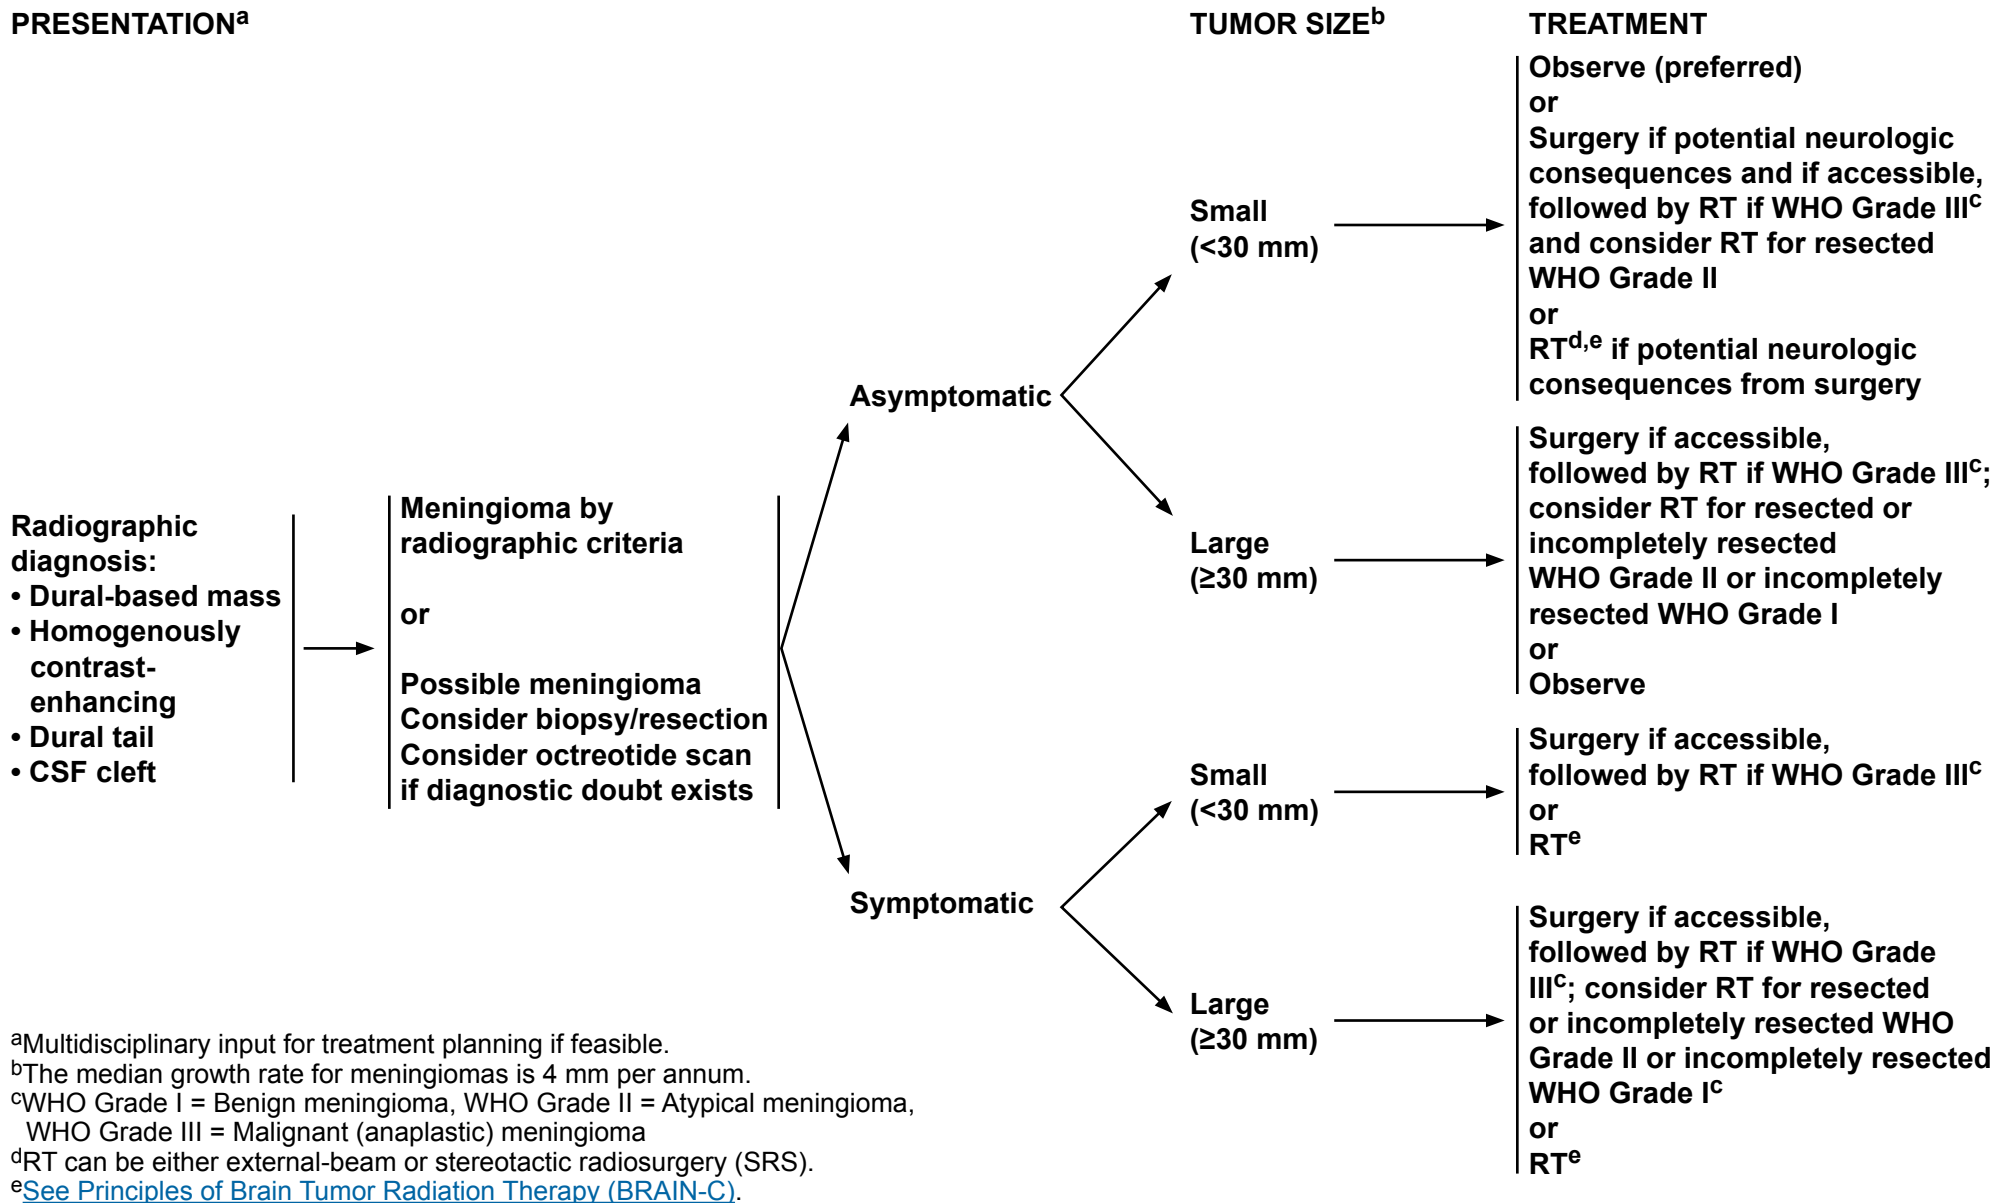 PRESENTATIONa
TUMOR SIZEb
TREATMENT
Radiographic
diagnosis:
• Dural-based mass
• Homogenously
contrast-
enhancing
• Dural tail
• CSF cleft
Meningioma by
radiographic criteria
or
Possible meningioma
Consider biopsy/resection
Consider octreotide scan
if diagnostic doubt exists
Asymptomatic
Small
(<30 mm)
Observe (preferred)
or
Surgery if potential neurologic
consequences and if accessible,
followed by RT if WHO Grade IIIc
and consider RT for resected
WHO Grade II
or
RTd,e if potential neurologic
consequences from surgery
Large
(≥30 mm)
Surgery if accessible,
followed by RT if WHO Grade IIIc;
consider RT for resected or
incompletely resected
WHO Grade II or incompletely
resected WHO Grade I
or
Observe
Symptomatic
Small
(<30 mm)
Surgery if accessible,
followed by RT if WHO Grade IIIc
or
RTe
Large
(≥30 mm)
Surgery if accessible,
followed by RT if WHO Grade
IIIc; consider RT for resected
or incompletely resected WHO
Grade II or incompletely resected
WHO Grade Ic
or
RTe
aMultidisciplinary input for treatment planning if feasible.
bThe median growth rate for meningiomas is 4 mm per annum.
cWHO Grade I = Benign meningioma, WHO Grade II = Atypical meningioma,
WHO Grade III = Malignant (anaplastic) meningioma
dRT can be either external-beam or stereotactic radiosurgery (SRS).
eSee Principles of Brain Tumor Radiation Therapy (BRAIN-C).